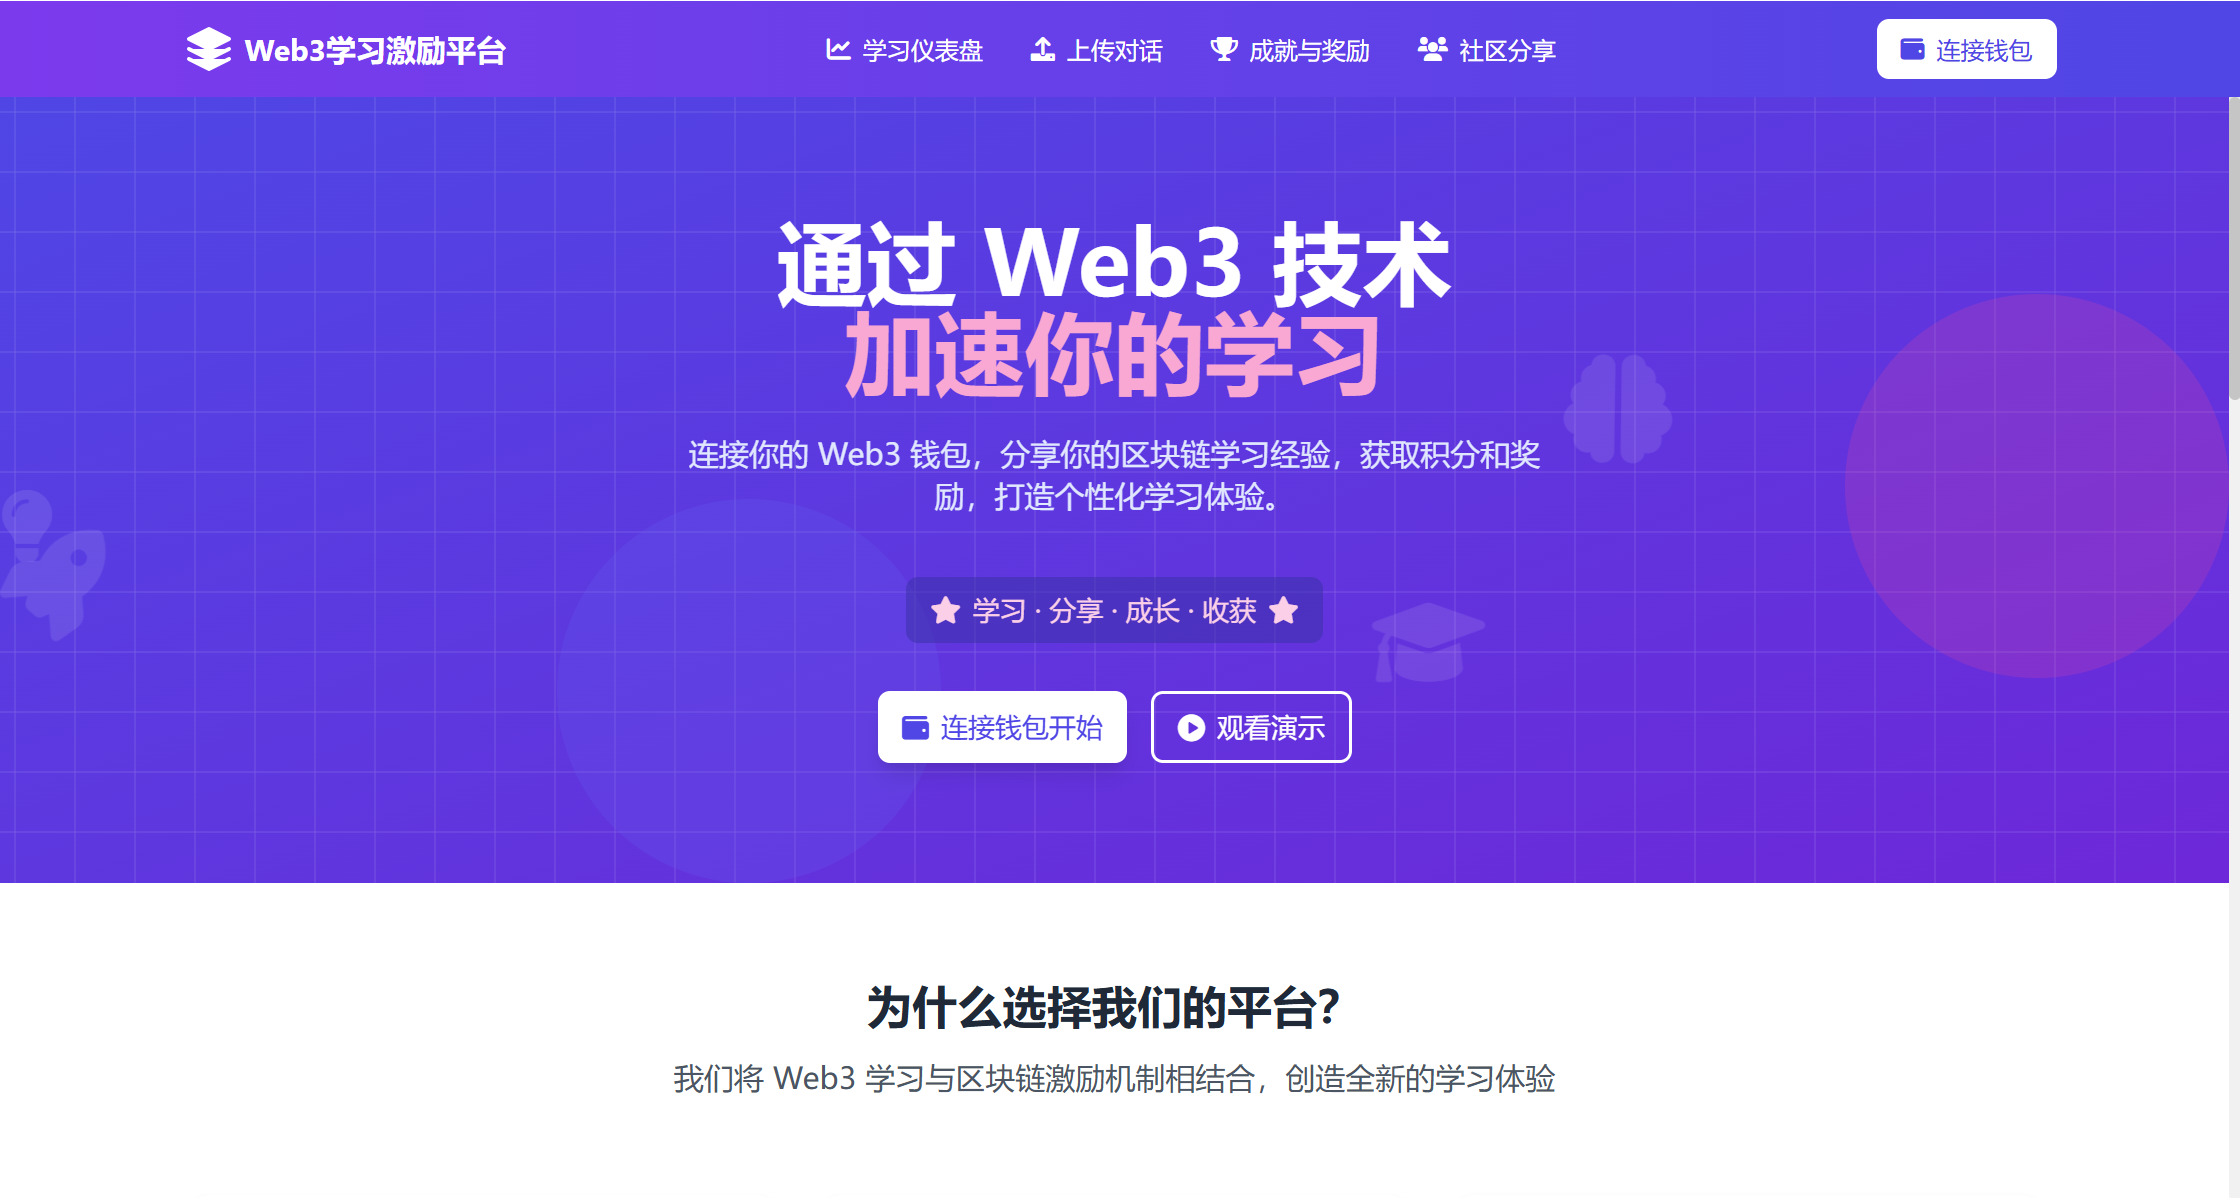 Web3学习激励平台
学习仪表盘
上传对话
成就与奖励
社区分享
连接钱包
通过 Web3 技术
加速你的学习
连接你的 Web3 钱包，分享你的区块链学习经验，获取积分和奖
励，打造个性化学习体验。
学习 · 分享 · 成长 · 收获
连接钱包开始
观看演示
为什么选择我们的平台？
我们将 Web3 学习与区块链激励机制相结合，创造全新的学习体验